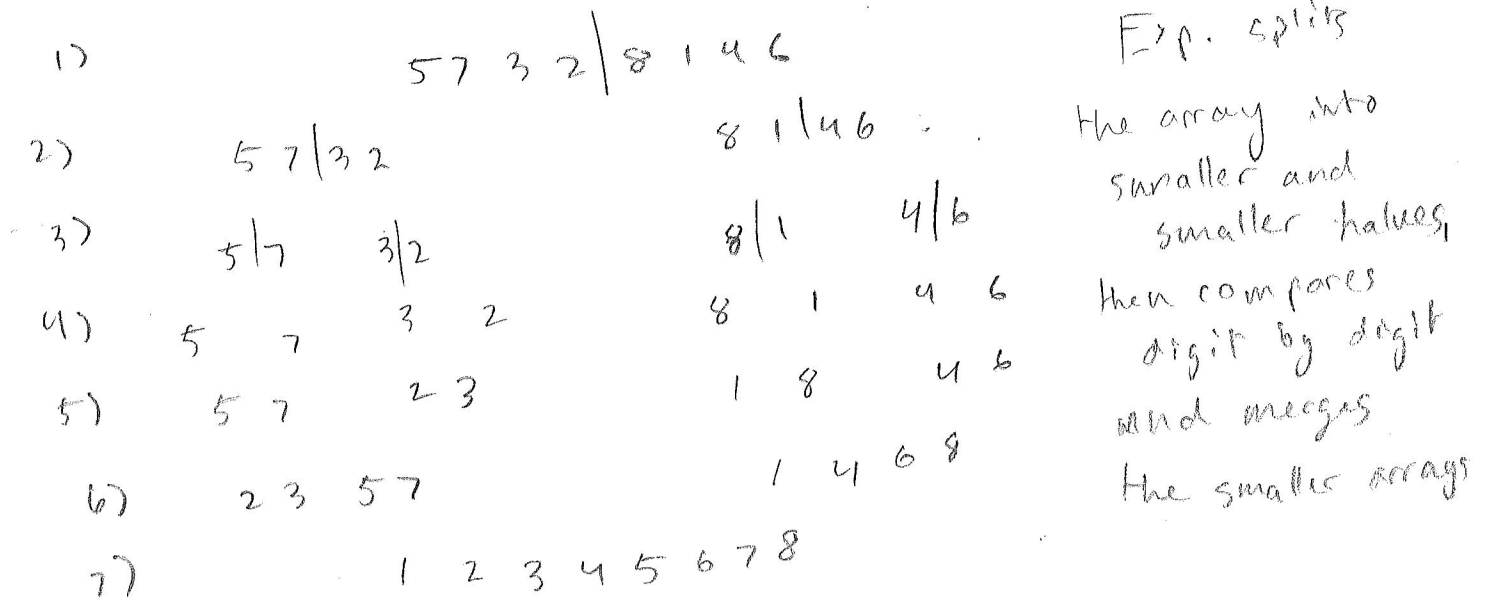 1) 5 7 3 2 | 8 1 4 6
2) 5 7 | 3 2 8 1 | 4 6
3) 5 | 7 3 | 2 8 | 1 4 | 6
4) 5 7 3 2 8 1 4 6
5) 5 7 2 3 1 8 4 6
6) 2 3 5 7 1 4 6 8
7) 1 2 3 4 5 6 7 8
Exp. splits
the array into
smaller and
smaller halves,
then compares
digit by digit
and merges
the smaller arrays